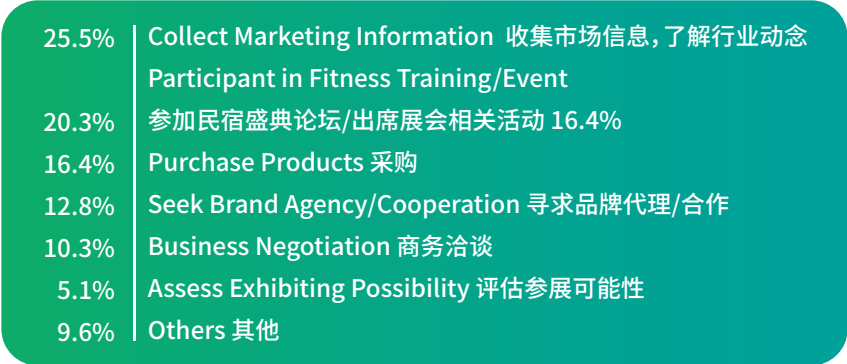 25.5% Collect Marketing Information 收集市场信息，了解行业动念
Participant in Fitness Training/Event
20.3% 参加民宿盛典论坛/出席展会相关活动 16.4%
16.4% Purchase Products 采购
12.8% Seek Brand Agency/Cooperation 寻求品牌代理/合作
10.3% Business Negotiation 商务洽谈
5.1% Assess Exhibiting Possibility 评估参展可能性
9.6% Others 其他